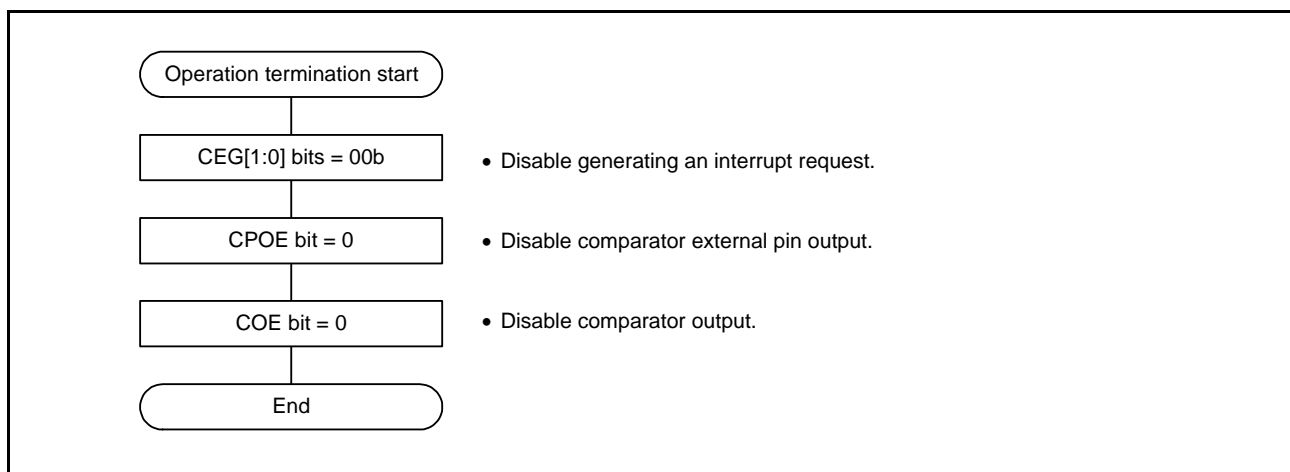 Operation termination start
CEG[1:0] bits = 00b
• Disable generating an interrupt request.
CPOE bit = 0
• Disable comparator external pin output.
COE bit = 0
• Disable comparator output.
End